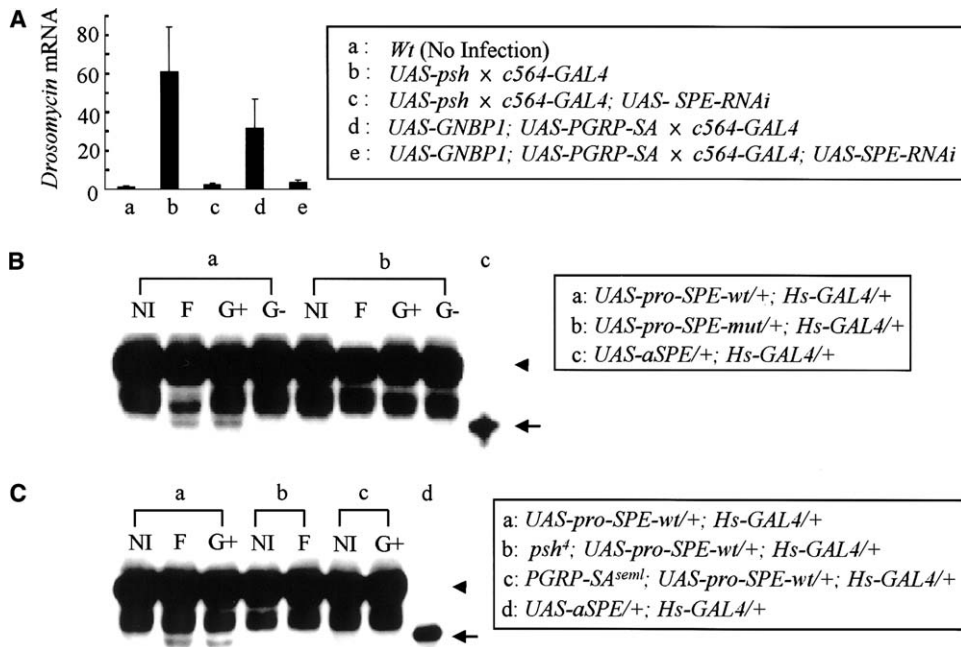 A
Drosomycin mRNA
80
60
40
20
0
a b c d e
a : Wt (No Infection)
b : UAS-psh × c564-GAL4
c : UAS-psh × c564-GAL4; UAS- SPE-RNAi
d : UAS-GNBP1; UAS-PGRP-SA × c564-GAL4
e : UAS-GNBP1; UAS-PGRP-SA × c564-GAL4; UAS-SPE-RNAi
B
a b c
NI F G+ G- NI F G+ G-
a: UAS-pro-SPE-wt/+; Hs-GAL4/+
b: UAS-pro-SPE-mut/+; Hs-GAL4/+
c: UAS-aSPE/+; Hs-GAL4/+
C
a b c d
NI F G+ NI F NI G+
a: UAS-pro-SPE-wt/+; Hs-GAL4/+
b: psh⁴; UAS-pro-SPE-wt/+; Hs-GAL4/+
c: PGRP-SAseml; UAS-pro-SPE-wt/+; Hs-GAL4/+
d: UAS-aSPE/+; Hs-GAL4/+